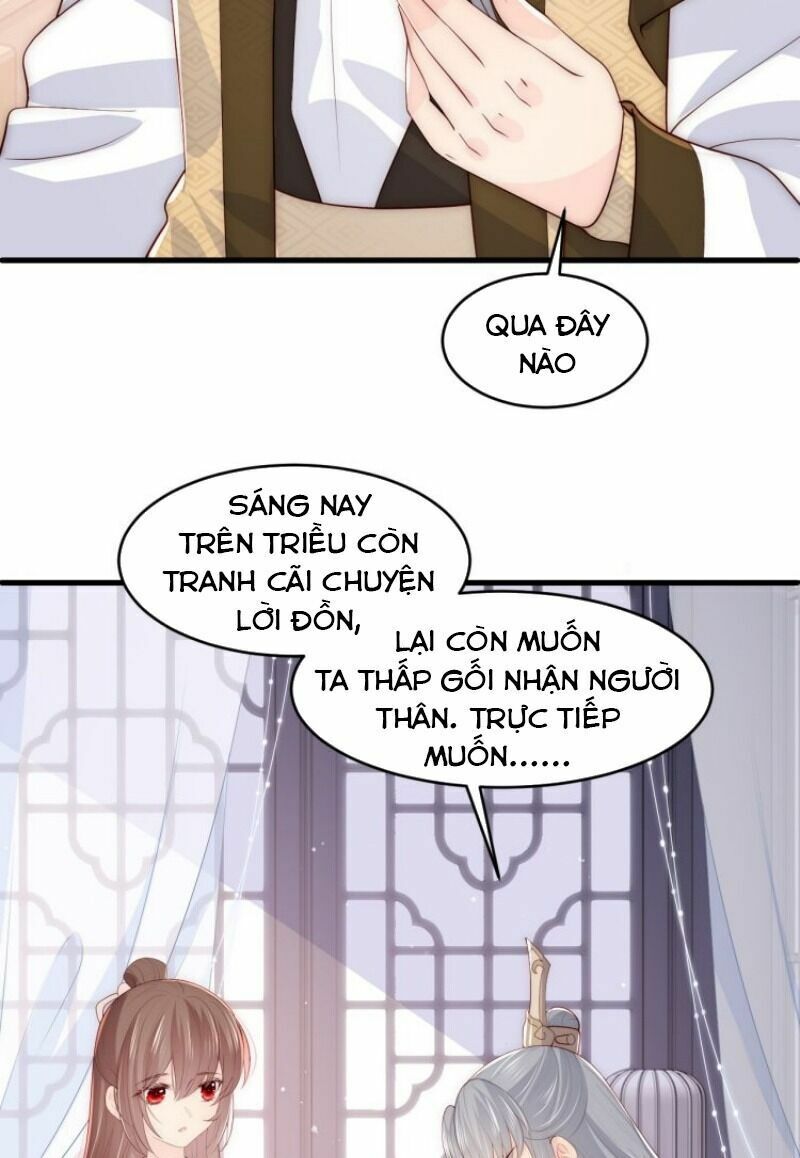 QUA ĐÂY
NÀO
SÁNG NAY
TRÊN TRIỀU CÒN
TRANH CÃI CHUYỆN
LỜI ĐỒN,
LẠI CÒN MUỐN
TA THẤP GỐI NHẬN NGƯỜI
THÂN. TRỰC TIẾP
MUỐN......